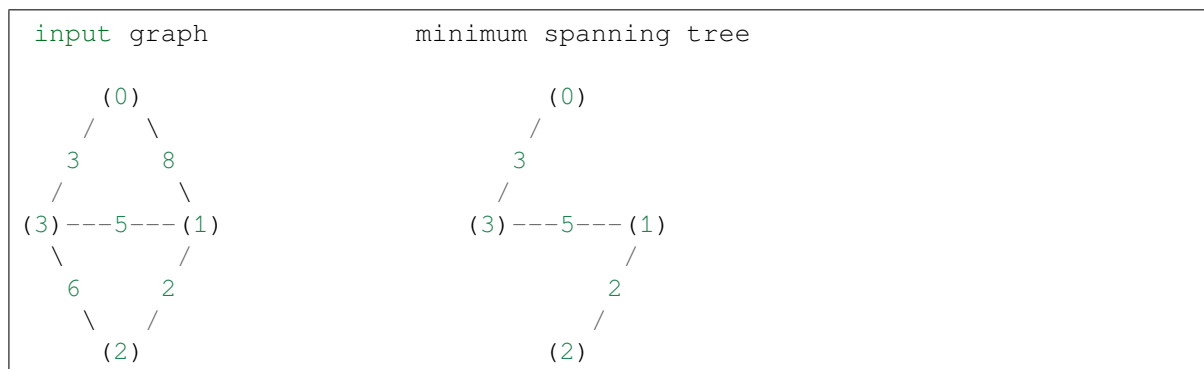 input graph             minimum spanning tree
     (0)                         (0)
    /   \                       /
   3     8                     3
  /       \                   /
(3)---5---(1)               (3)---5---(1)
  \       /                           /
   6     2                           2
    \   /                           /
     (2)                         (2)